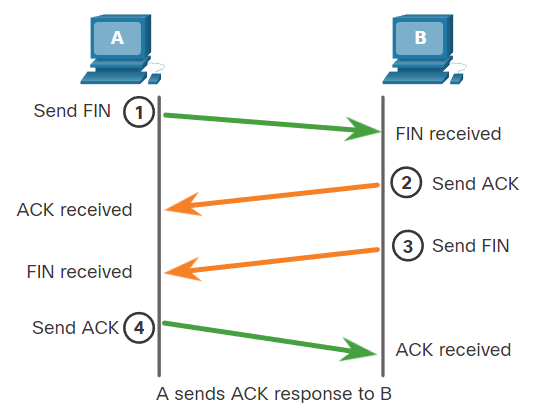 A
B
Send FIN 1
FIN received
2 Send ACK
ACK received
3 Send FIN
FIN received
Send ACK 4
ACK received
A sends ACK response to B